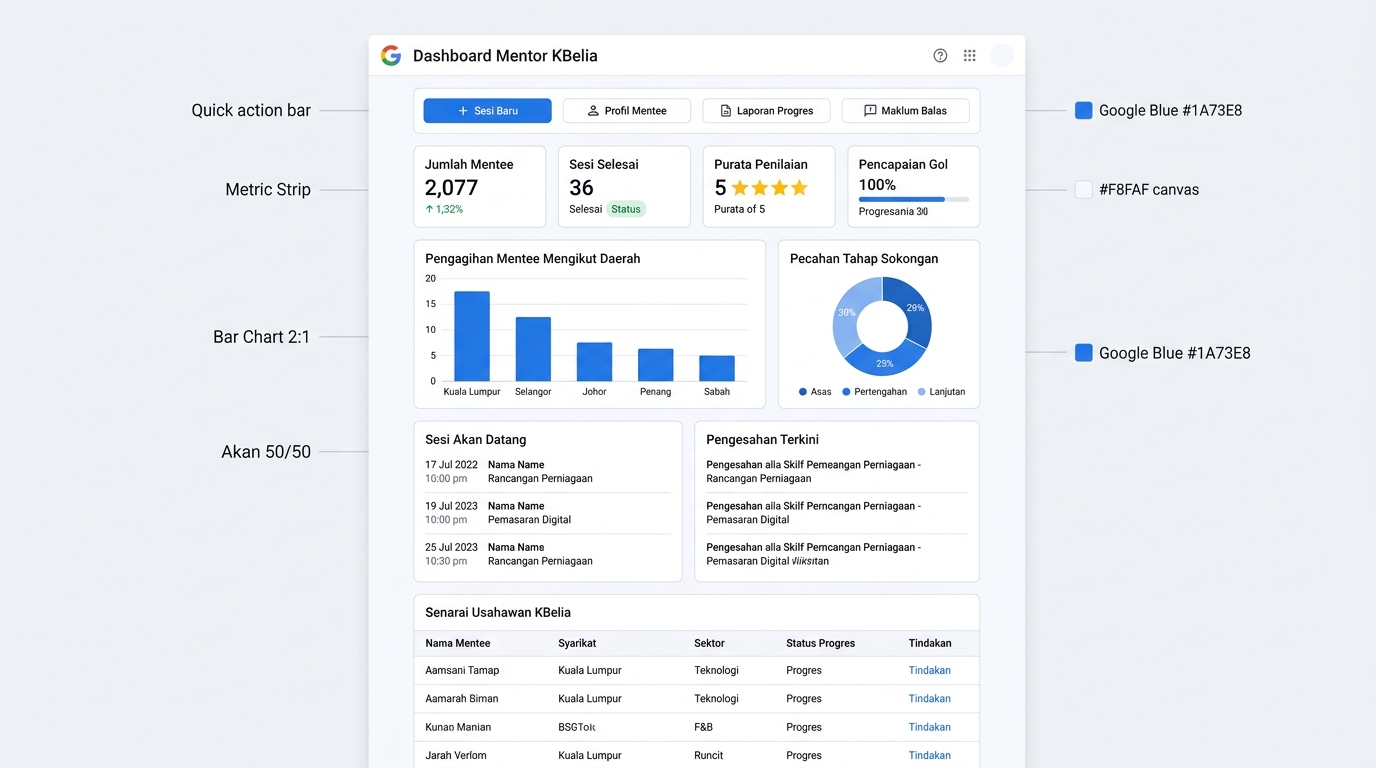 Dashboard Mentor KBelia
Quick action bar
+ Sesi Baru
Profil Mentee
Laporan Progres
Maklum Balas
Google Blue #1A73E8
Metric Strip
Jumlah Mentee
2,077
↑ 1,32%
Sesi Selesai
36
Selesai Status
Purata Penilaian
5
Purata of 5
Pencapaian Gol
100%
Progresania 30
#F8FAF canvas
Bar Chart 2:1
Pengagihan Mentee Mengikut Daerah
20
15
10
5
0
Kuala Lumpur
Selangor
Johor
Penang
Sabah
Pecahan Tahap Sokongan
30%
20%
25%
Asas
Pertengahan
Lanjutan
Google Blue #1A73E8
Akan 50/50
Sesi Akan Datang
17 Jul 2022 Nama Name
10:00 pm Rancangan Perniagaan
19 Jul 2023 Nama Name
10:00 pm Pemasaran Digital
25 Jul 2023 Nama Name
10:30 pm Rancangan Perniagaan
Pengesahan Terkini
Pengesahan alla Skilf Pemeangan Perniagaan -
Rancangan Perniagaan
Pengesahan alla Skilf Perncangan Perniagaan -
Pemasaran Digital
Pengesahan alla Skilf Perncangan Perniagaan -
Pemasaran Digital
Senarai Usahawan KBelia
Nama Mentee Syarikat Sektor Status Progres Tindakan
Aamsani Tamap Kuala Lumpur Teknologi Progres Tindakan
Aamarah Biman Kuala Lumpur Teknologi Progres Tindakan
Kunao Manian F&B Progres Tindakan
Jarah Verlom Kuala Lumpur Runcit Progres Tindakan